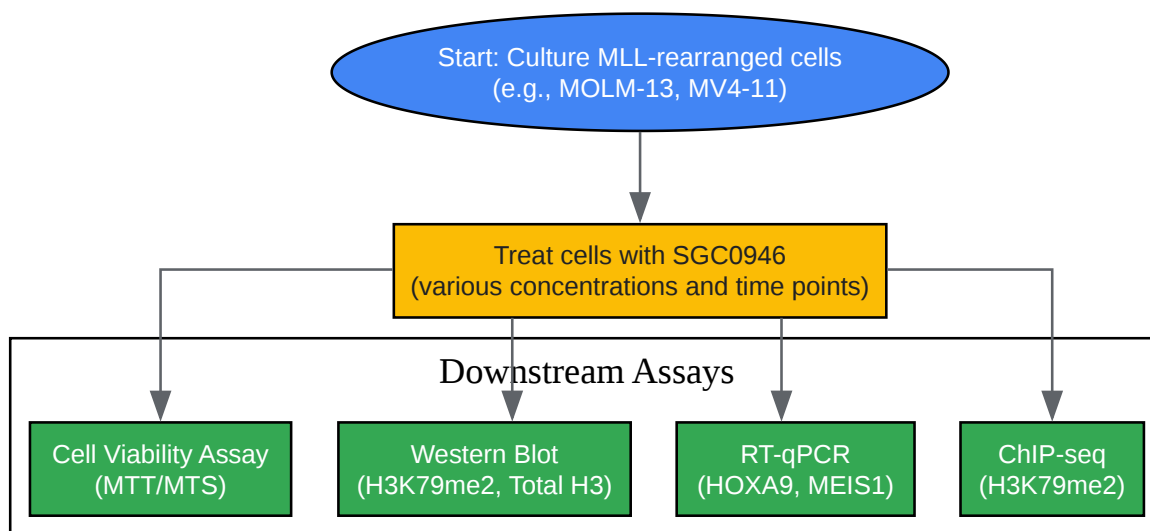 Start: Culture MLL-rearranged cells
(e.g., MOLM-13, MV4-11)
Treat cells with SGC0946
(various concentrations and time points)
Downstream Assays
Cell Viability Assay
(MTT/MTS)
Western Blot
(H3K79me2, Total H3)
RT-qPCR
(HOXA9, MEIS1)
ChIP-seq
(H3K79me2)